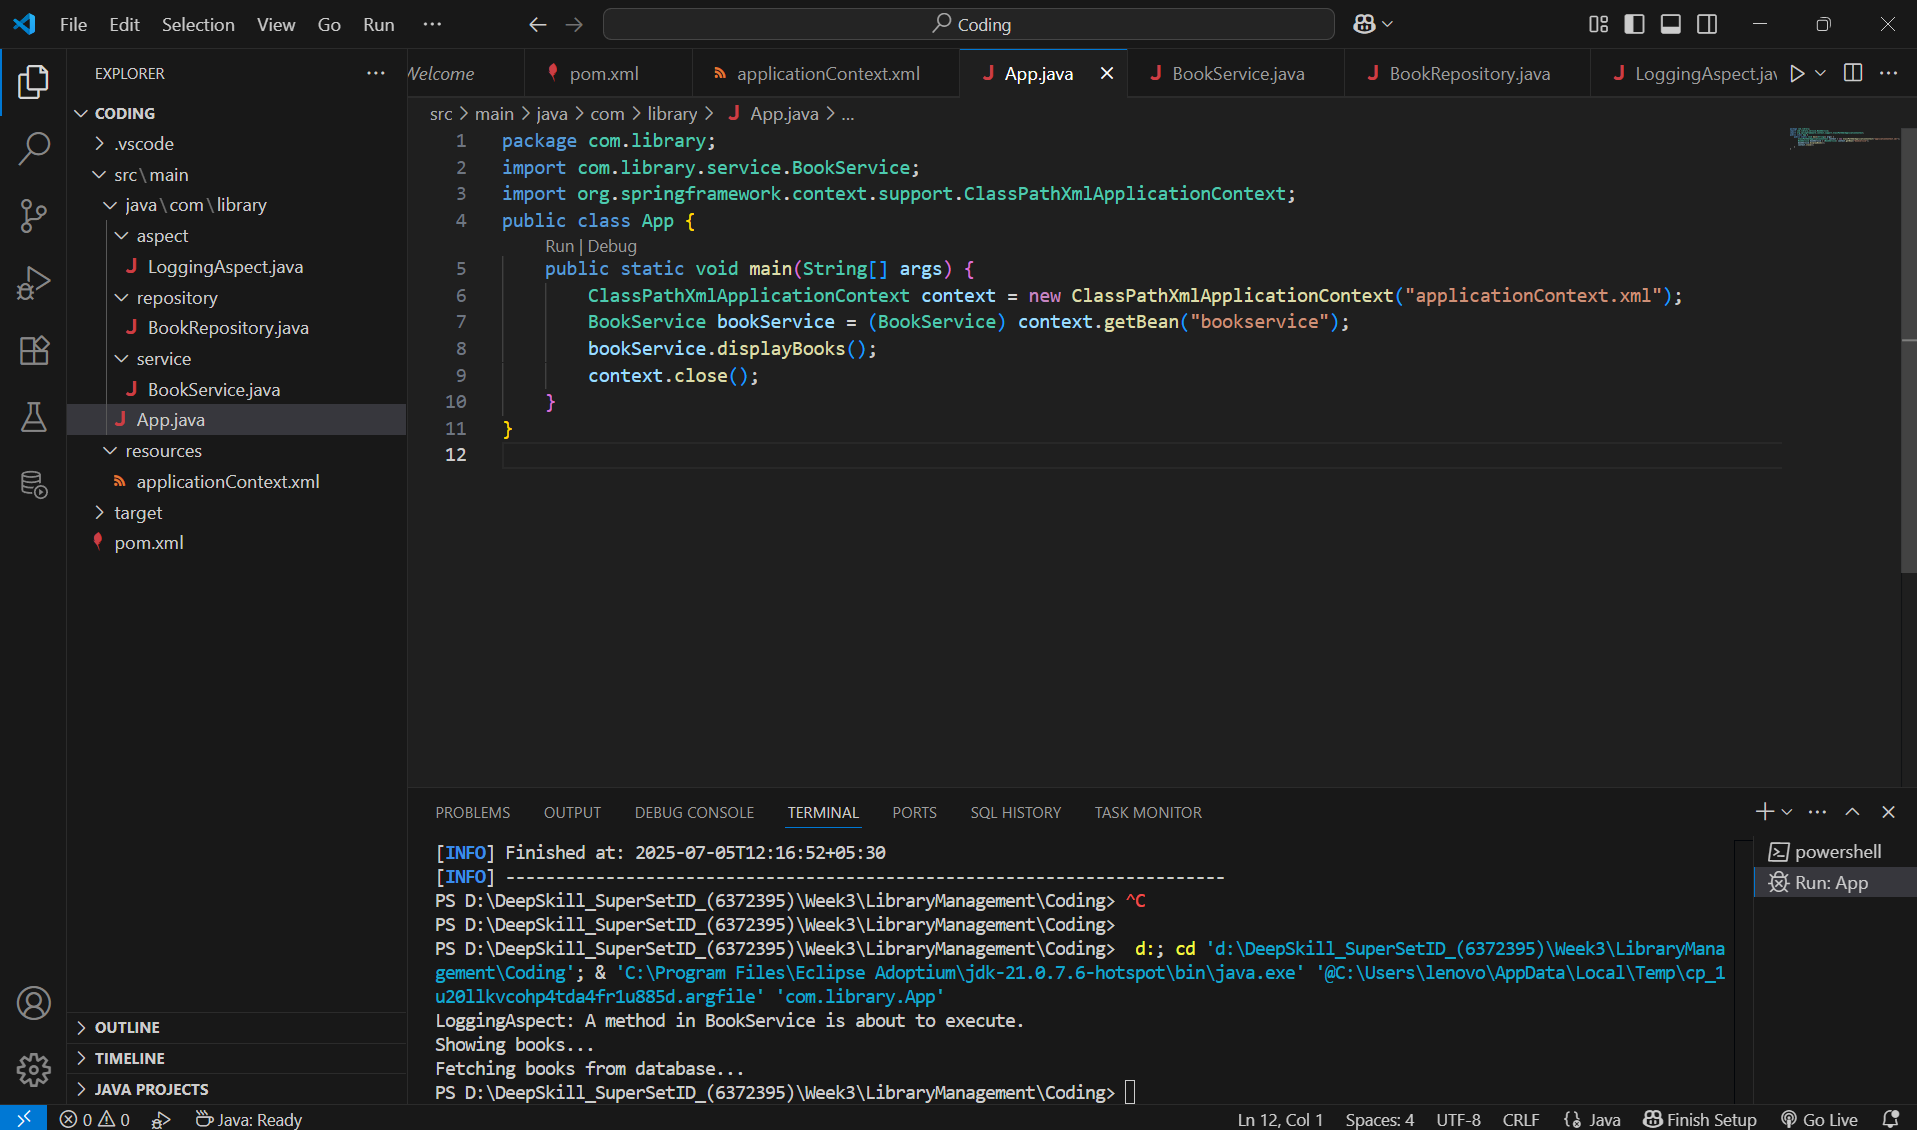 File Edit Selection View Go Run ···
Coding
EXPLORER
Welcome
pom.xml
applicationContext.xml
App.java
BookService.java
BookRepository.java
LoggingAspect.jav
CODING
.vscode
src\main
java\com\library
aspect
LoggingAspect.java
repository
BookRepository.java
service
BookService.java
App.java
resources
applicationContext.xml
target
pom.xml
OUTLINE
TIMELINE
JAVA PROJECTS
src > main > java > com > library > J App.java > ...
1 package com.library;
2 import com.library.service.BookService;
3 import org.springframework.context.support.ClassPathXmlApplicationContext;
4 public class App {
Run | Debug
5 public static void main(String[] args) {
6 ClassPathXmlApplicationContext context = new ClassPathXmlApplicationContext("applicationContext.xml");
7 BookService bookService = (BookService) context.getBean("bookservice");
8 bookService.displayBooks();
9 context.close();
10 }
11 }
12
PROBLEMS OUTPUT DEBUG CONSOLE TERMINAL PORTS SQL HISTORY TASK MONITOR
[INFO] Finished at: 2025-07-05T12:16:52+05:30
[INFO] ------------------------------------------------------------------------
PS D:\DeepSkill_SuperSetID_(6372395)\Week3\LibraryManagement\Coding> ^C
PS D:\DeepSkill_SuperSetID_(6372395)\Week3\LibraryManagement\Coding>
PS D:\DeepSkill_SuperSetID_(6372395)\Week3\LibraryManagement\Coding>  d:; cd 'd:\DeepSkill_SuperSetID_(6372395)\Week3\LibraryMana
gement\Coding'; & 'C:\Program Files\Eclipse Adoptium\jdk-21.0.7.6-hotspot\bin\java.exe' '@C:\Users\lenovo\AppData\Local\Temp\cp_1
u20llkvcohp4tda4fr1u885d.argfile' 'com.library.App'
LoggingAspect: A method in BookService is about to execute.
Showing books...
Fetching books from database...
PS D:\DeepSkill_SuperSetID_(6372395)\Week3\LibraryManagement\Coding>
powershell
Run: App
0 0 Java: Ready Ln 12, Col 1 Spaces: 4 UTF-8 CRLF {} Java Finish Setup Go Live